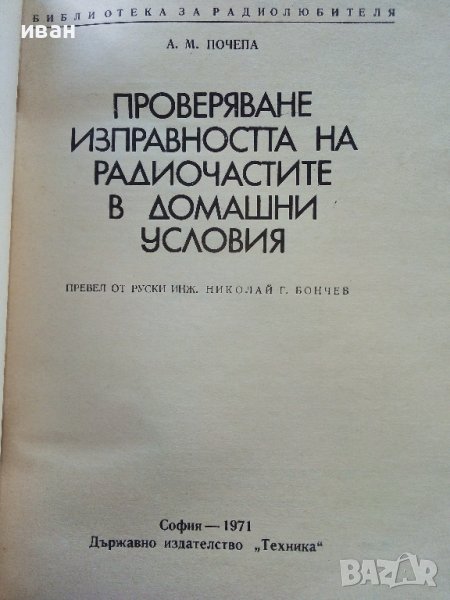 БИБЛИОТЕКА ЗА РАДИОЛЮБИТЕЛЯ
иван
А. М. ПОЧЕПА
ПРОВЕРЯВАНЕ
ИЗПРАВНОСТТА НА
РАДИОЧАСТИТЕ
В ДОМАШНИ
УСЛОВИЯ
ПРЕВЕЛ ОТ РУСКИ ИНЖ. НИКОЛАЙ Г. БОНЧЕВ
София — 1971
Държавно издателство „Техника“
BAZAR